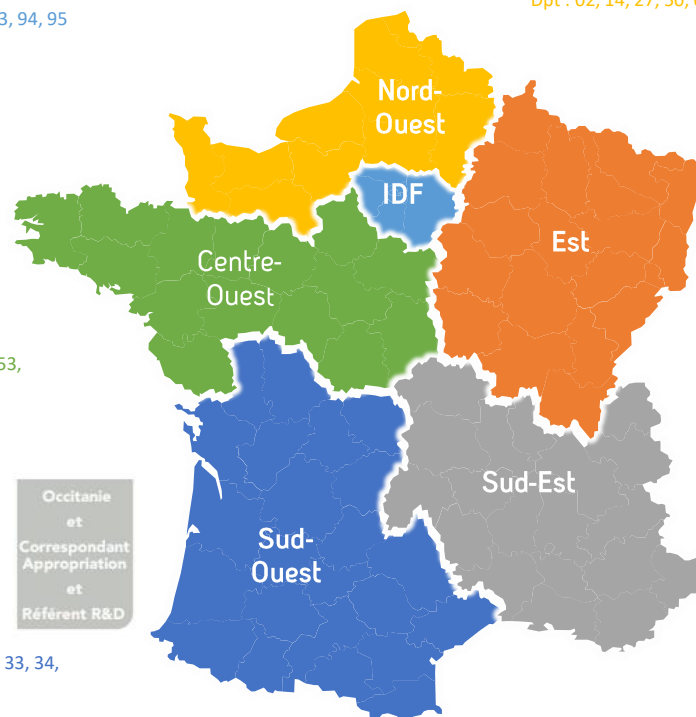 3, 94, 95
Dpt : 62, 14, 27, 50,
Nord-
Ouest
IDF
Est
Centre-
Ouest
53,
Sud-Est
Occitanie
et
Correspondant
Appropriation
et
Référent R&D
Sud-
Ouest
33, 34,